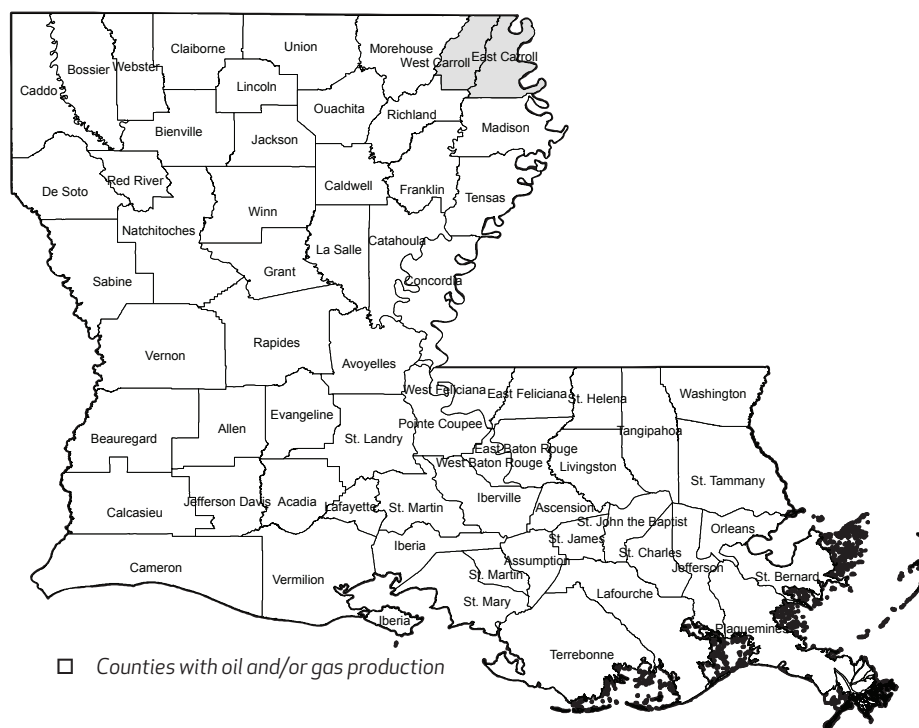 Claiborne
Union
Morehouse
West Carroll
East Carroll
Bossier
Webster
Caddo
Lincoln
Ouachita
Richland
Madison
Bienville
Jackson
De Soto
Red River
Caldwell
Franklin
Tensas
Winn
Natchitoches
La Salle
Catahoula
Grant
Sabine
Concordia
Vernon
Rapides
Avoyelles
West Feliciana
East Feliciana
St. Helena
Washington
Beauregard
Allen
Evangeline
St. Landry
Pointe Coupee
Tangipahoa
East Baton Rouge
West Baton Rouge
Livingston
St. Tammany
Calcasieu
Jefferson Davis
Acadia
Lafayette
St. Martin
Iberville
Ascension
St. John the Baptist
Orleans
St. James
Iberia
Assumption
St. Charles
Cameron
Vermilion
St. Martin
Jefferson
St. Bernard
St. Mary
Lafourche
Iberia
Plaquemines
Terrebonne
Counties with oil and/or gas production